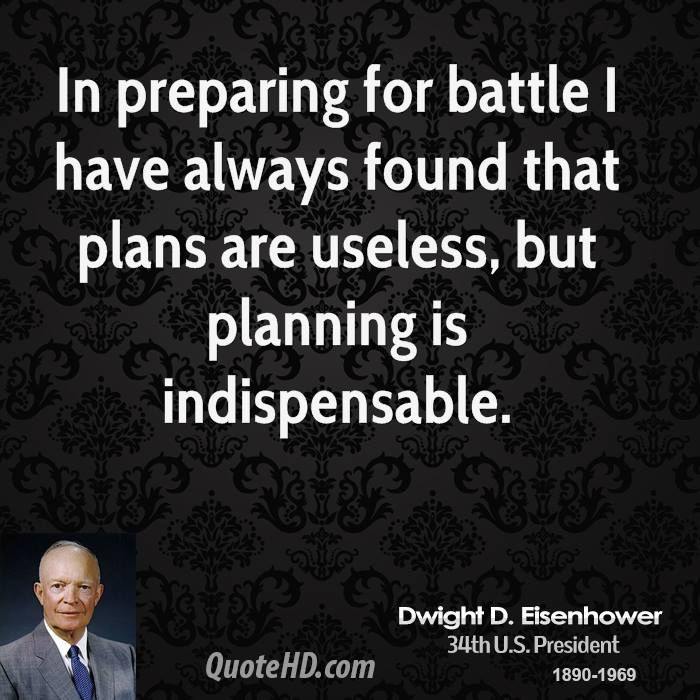 In preparing for battle I
have always found that
plans are useless, but
planning is
indispensable.
Dwight D. Eisenhower
34th U.S. President
1890-1969
QuoteHD.com